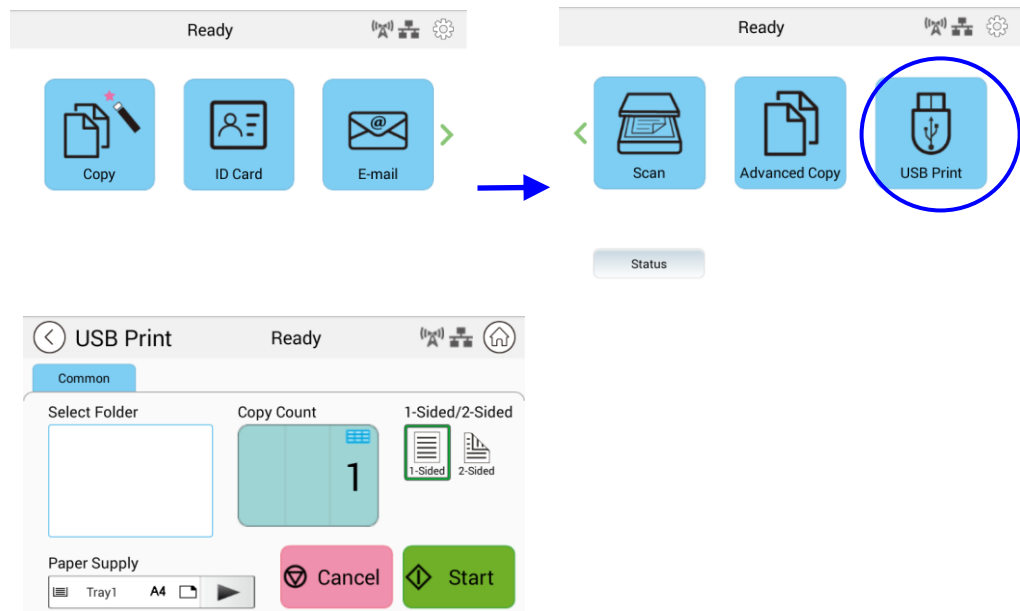 Ready
Copy
ID Card
@
E-mail
Ready
Scan
Advanced Copy
USB Print
Status
USB Print
Ready
Common
Select Folder
Copy Count
1-Sided/2-Sided
1
1-Sided
2-Sided
Paper Supply
Tray1 A4
Cancel
Start